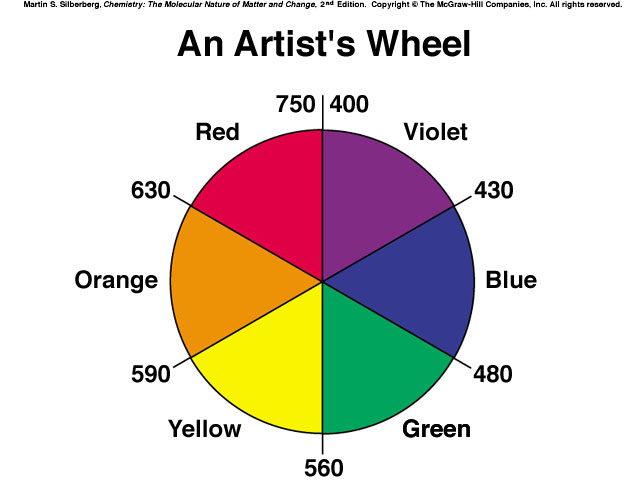 Martin S. Silberberg, Chemistry: The Molecular Nature of Matter and Change, 2nd Edition. Copyright © The McGraw-Hill Companies, Inc. All rights reserved.
An Artist's Wheel
750 400
Red Violet
630 430
Orange Blue
590 480
Yellow Green
560